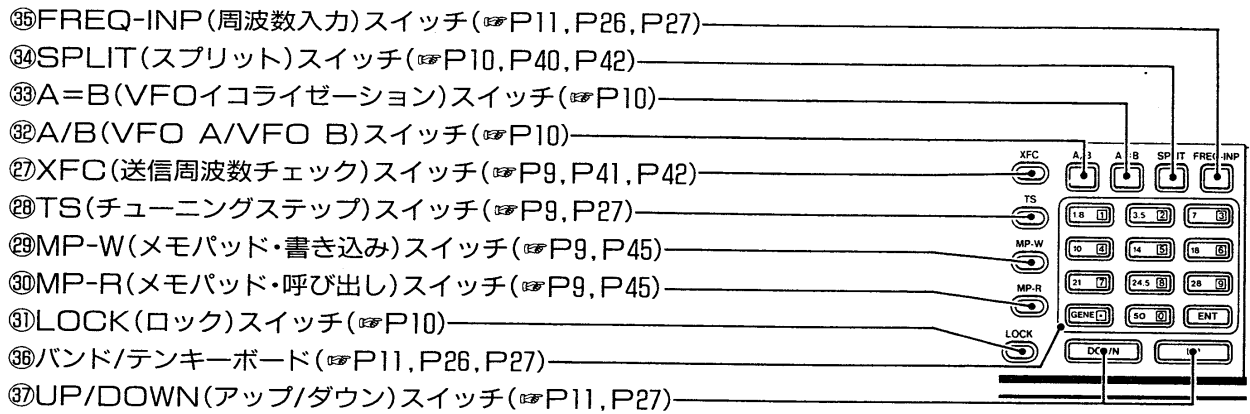 ㉟FREQ-INP(周波数入力)スイッチ(☞P11,P26,P27)
㉞SPLIT(スプリット)スイッチ(☞P10,P40,P42)
㉝A=B(VFOイコライゼーション)スイッチ(☞P10)
㉜A/B(VFO A/VFO B)スイッチ(☞P10)
㉗XFC(送信周波数チェック)スイッチ(☞P9,P41,P42)
㉘TS(チューニングステップ)スイッチ(☞P9,P27)
㉙MP-W(メモパッド・書き込み)スイッチ(☞P9,P45)
㉚MP-R(メモパッド・呼び出し)スイッチ(☞P9,P45)
㉛LOCK(ロック)スイッチ(☞P10)
㊱バンド/テンキーボード(☞P11,P26,P27)
㊲UP/DOWN(アップ/ダウン)スイッチ(☞P11,P27)
XFC A/B A=B SPLIT FREQ-INP
TS
1.8 1 3.5 2 7 3
MP-W
10 4 14 5 18 6
MP-R
21 7 24.5 8 28 9
GENE · 50 0 ENT
LOCK
DOWN UP